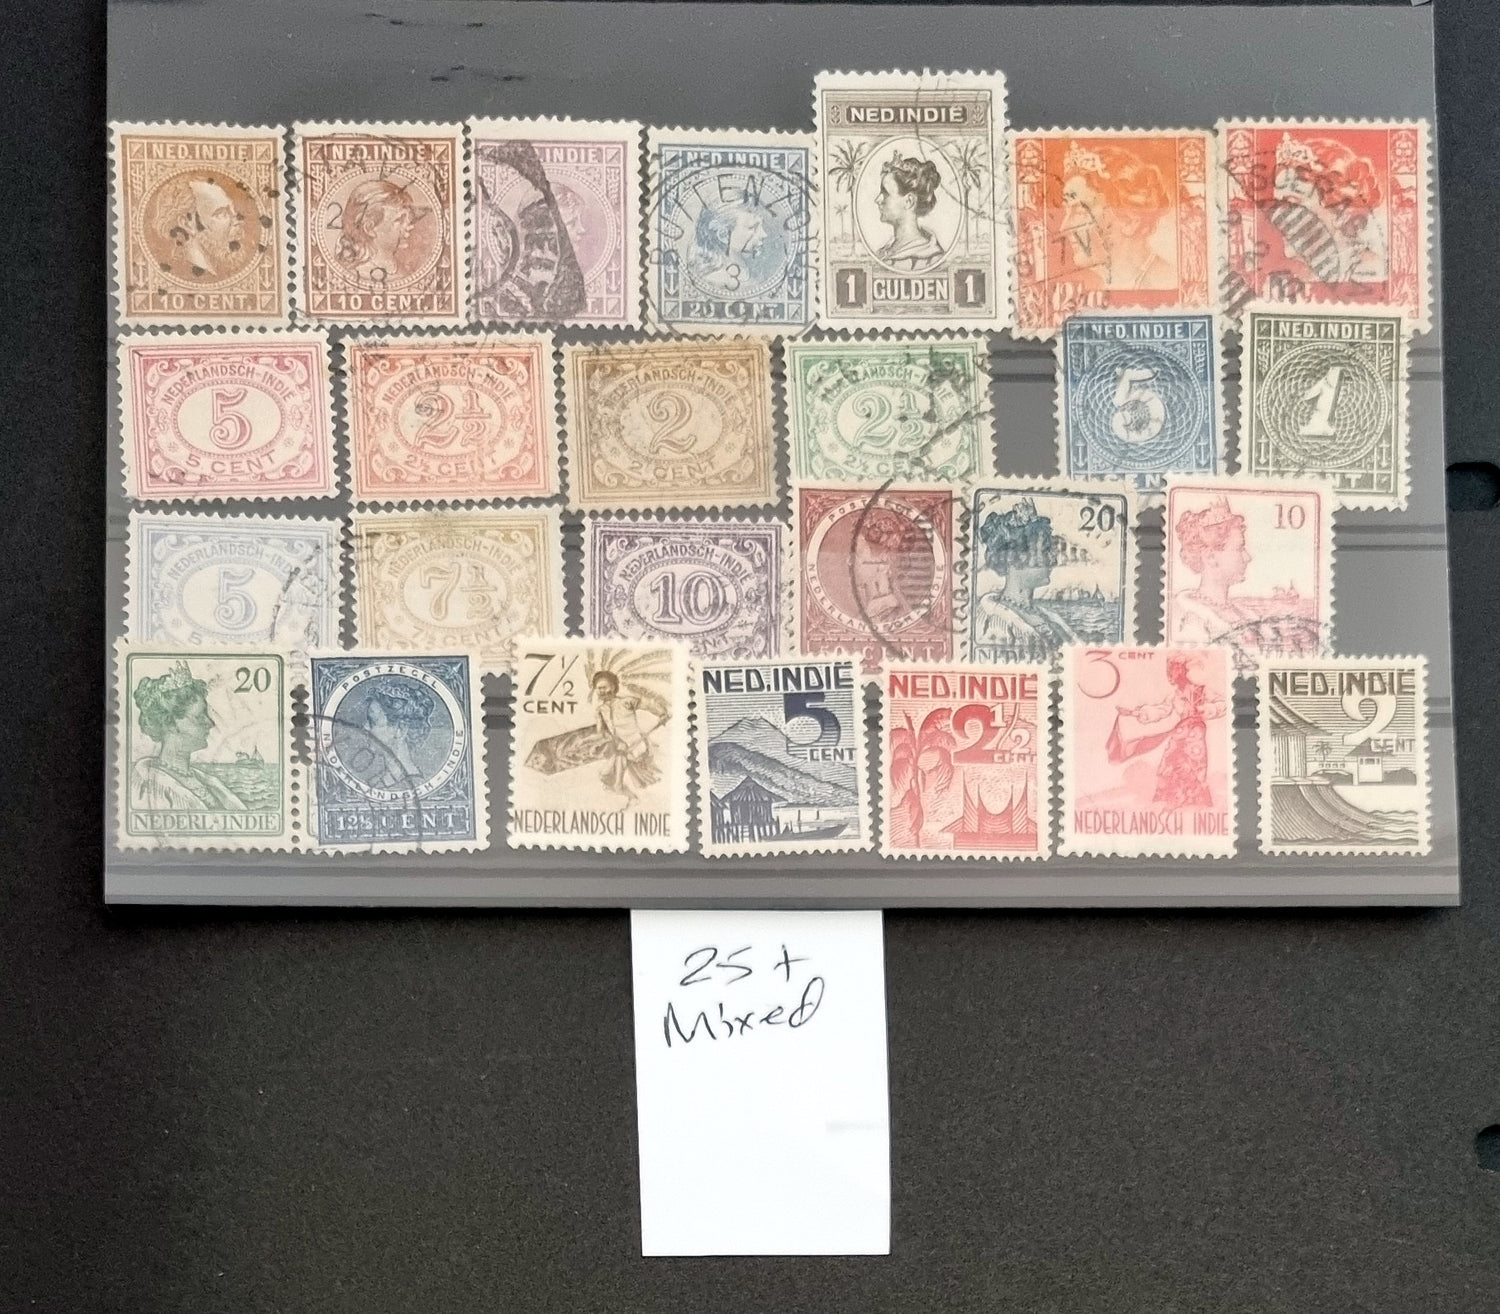 NED. INDIE
10 CENT.
NED. INDIE
10 CENT.
INDIE
NED. INDIE
BUITENZORG
20 CENT.
NED. INDIE
1 GULDEN 1
SOERABA
NEDERLANDSCH-INDIE
5
5 CENT
NEDERLANDSCH-INDIE
2½
2½ CENT
NEDERLANDSCH-INDIE
2
2 CENT
NEDERLANDSCH-INDIE
2½
2½ CENT
NED. INDIE
5
NED. INDIE
1
NEDERLANDSCH-INDIE
5
NEDERLANDSCH-INDIE
7½
7½ CENT
NEDERLANDSCH-INDIE
10
20
10
20
NEDERL-INDIE
POSTZEGEL
NEDERLANDSCH-INDIE
12½ CENT
7½
CENT
NEDERLANDSCH INDIE
NED. INDIE
5
CENT
NED. INDIE
2½
CENT
3 CENT
NEDERLANDSCH INDIE
NED. INDIE
2
CENT
25+
Mixed